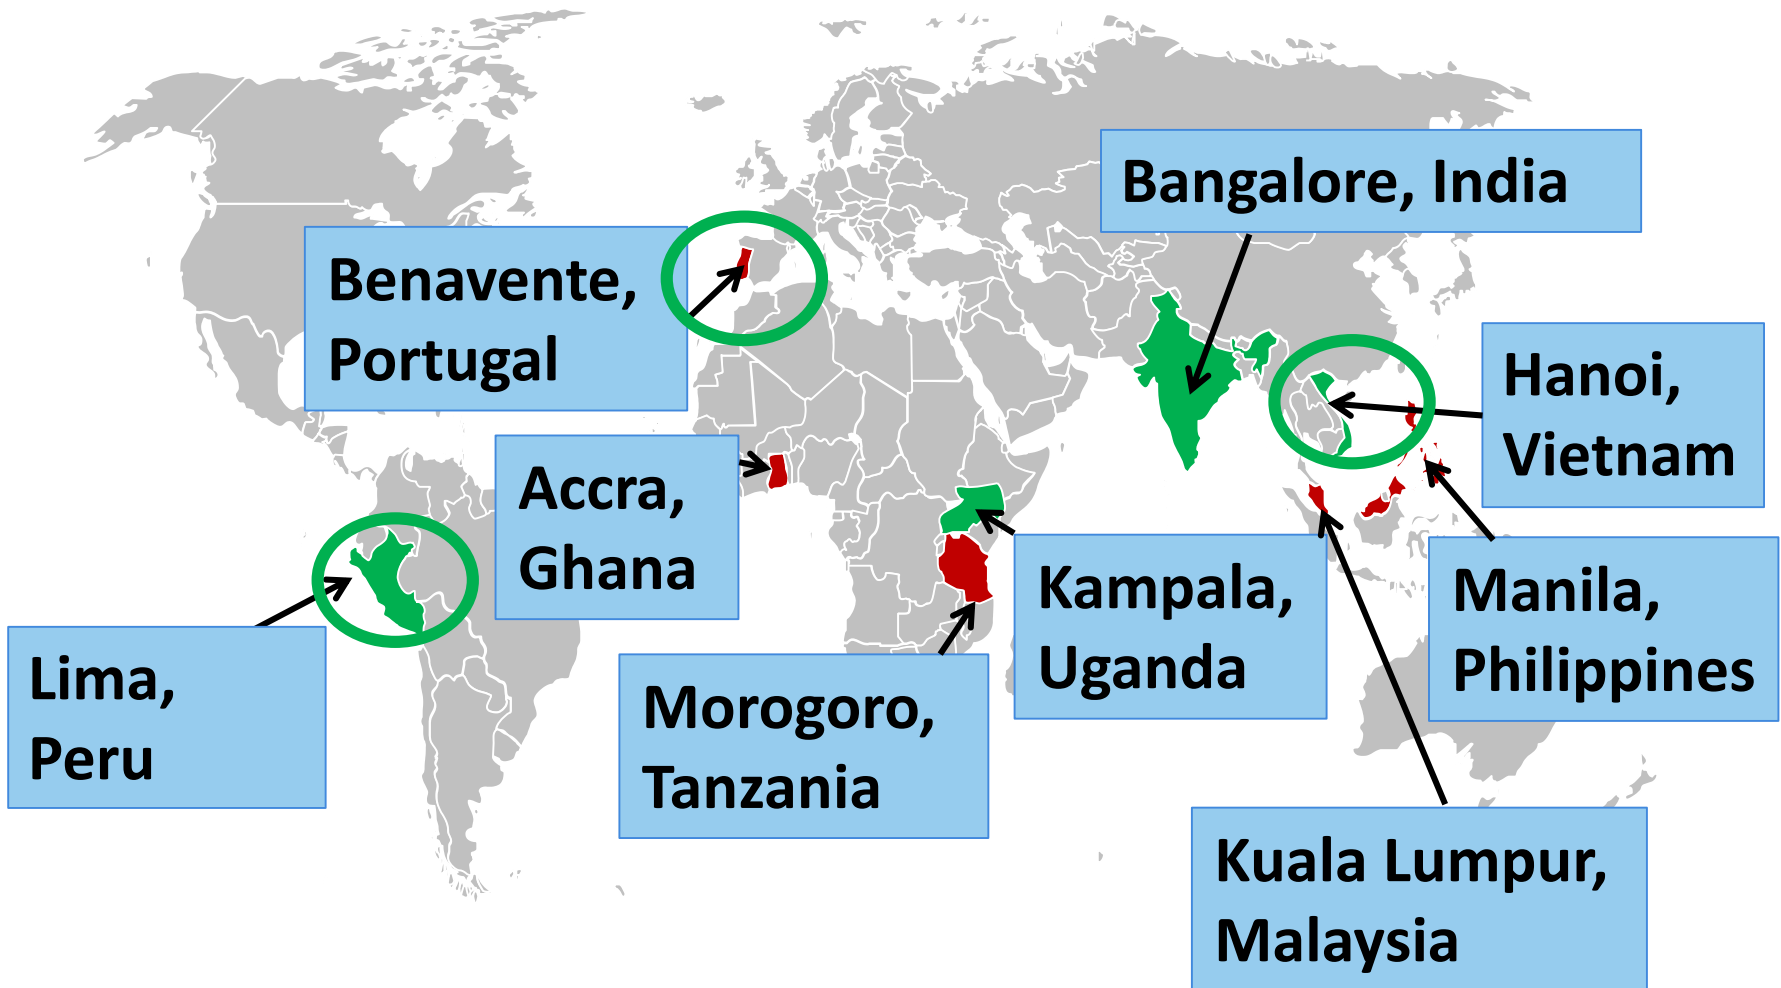 Bangalore, India
Benavente,
Portugal
Hanoi,
Vietnam
Accra,
Ghana
Kampala,
Uganda
Manila,
Philippines
Lima,
Peru
Morogoro,
Tanzania
Kuala Lumpur,
Malaysia